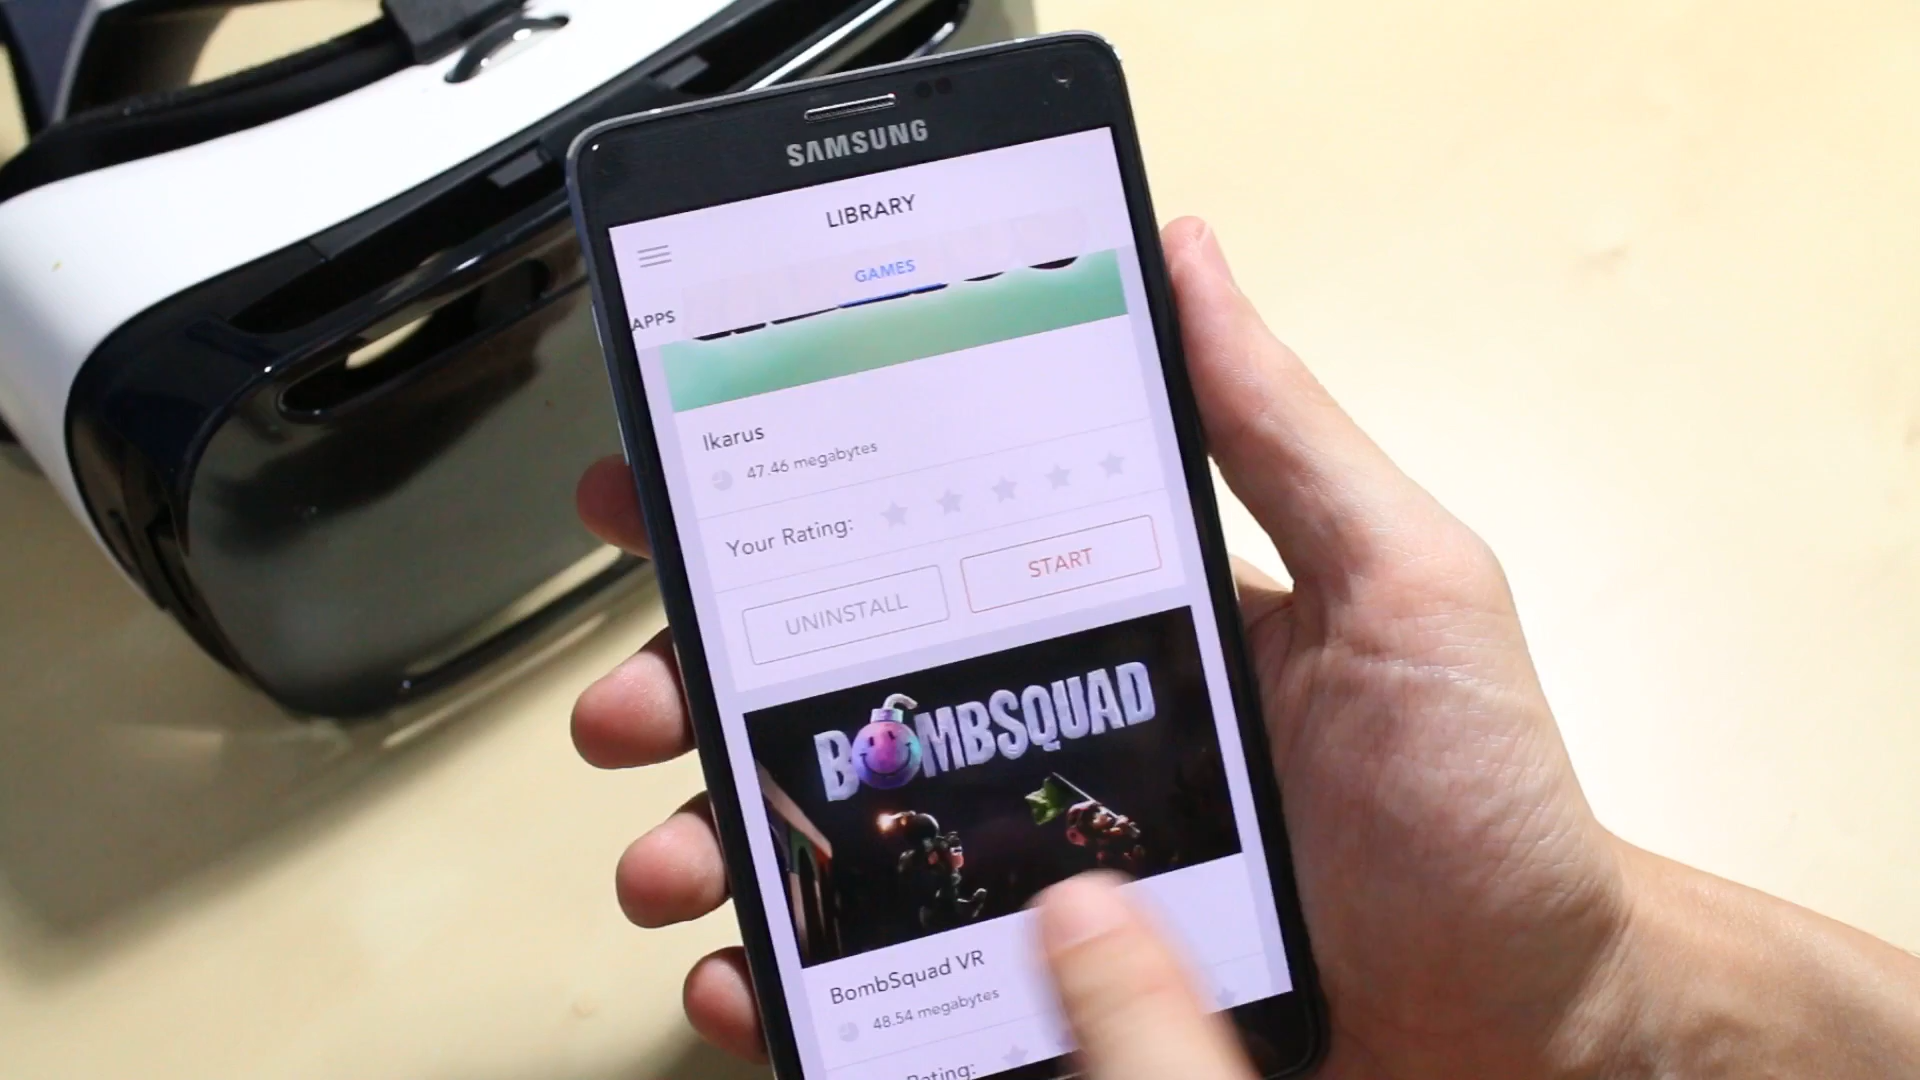 SAMSUNG
LIBRARY
GAMES
APPS
Ikarus
47.46 megabytes
Your Rating:
UNINSTALL
START
BOMBSQUAD
BombSquad VR
48.54 megabytes
Rating: